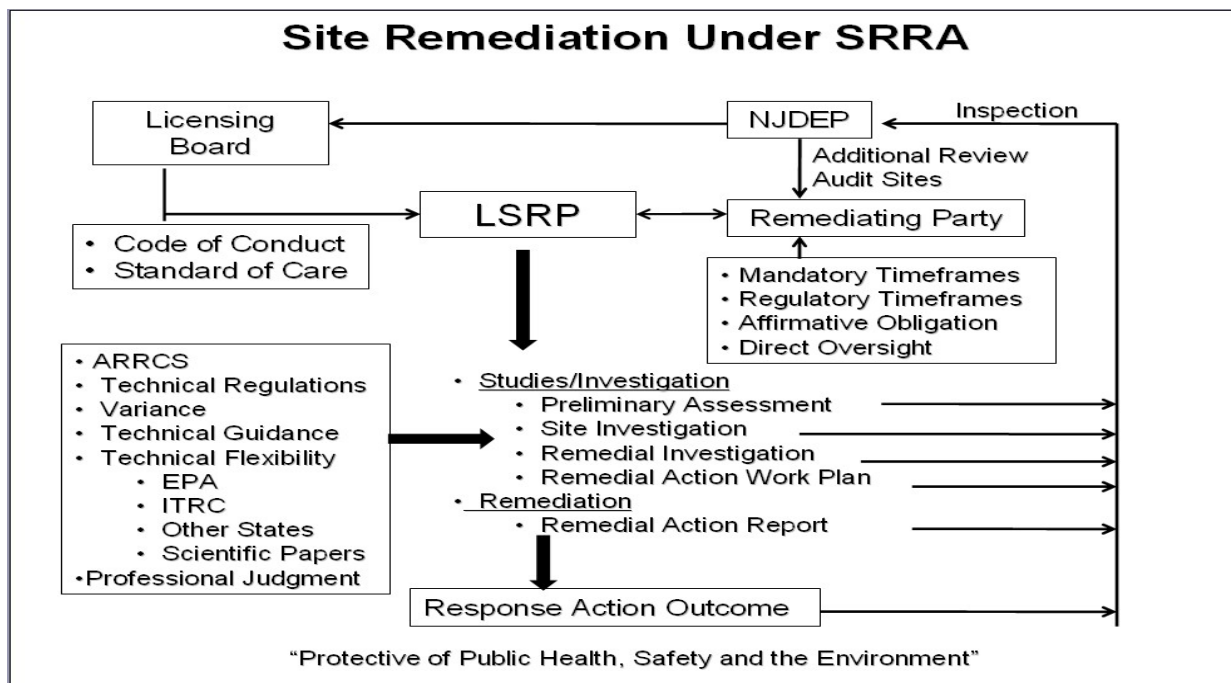 Site Remediation Under SRRA
Licensing
Board
NJDEP
Inspection
Additional Review
Audit Sites
LSRP
Remediating Party
• Code of Conduct
• Standard of Care
• Mandatory Timeframes
• Regulatory Timeframes
• Affirmative Obligation
• Direct Oversight
• ARRCS
• Technical Regulations
• Variance
• Technical Guidance
• Technical Flexibility
• EPA
• ITRC
• Other States
• Scientific Papers
•Professional Judgment
• Studies/Investigation
• Preliminary Assessment
• Site Investigation
• Remedial Investigation
• Remedial Action Work Plan
• Remediation
• Remedial Action Report
Response Action Outcome
“Protective of Public Health, Safety and the Environment”